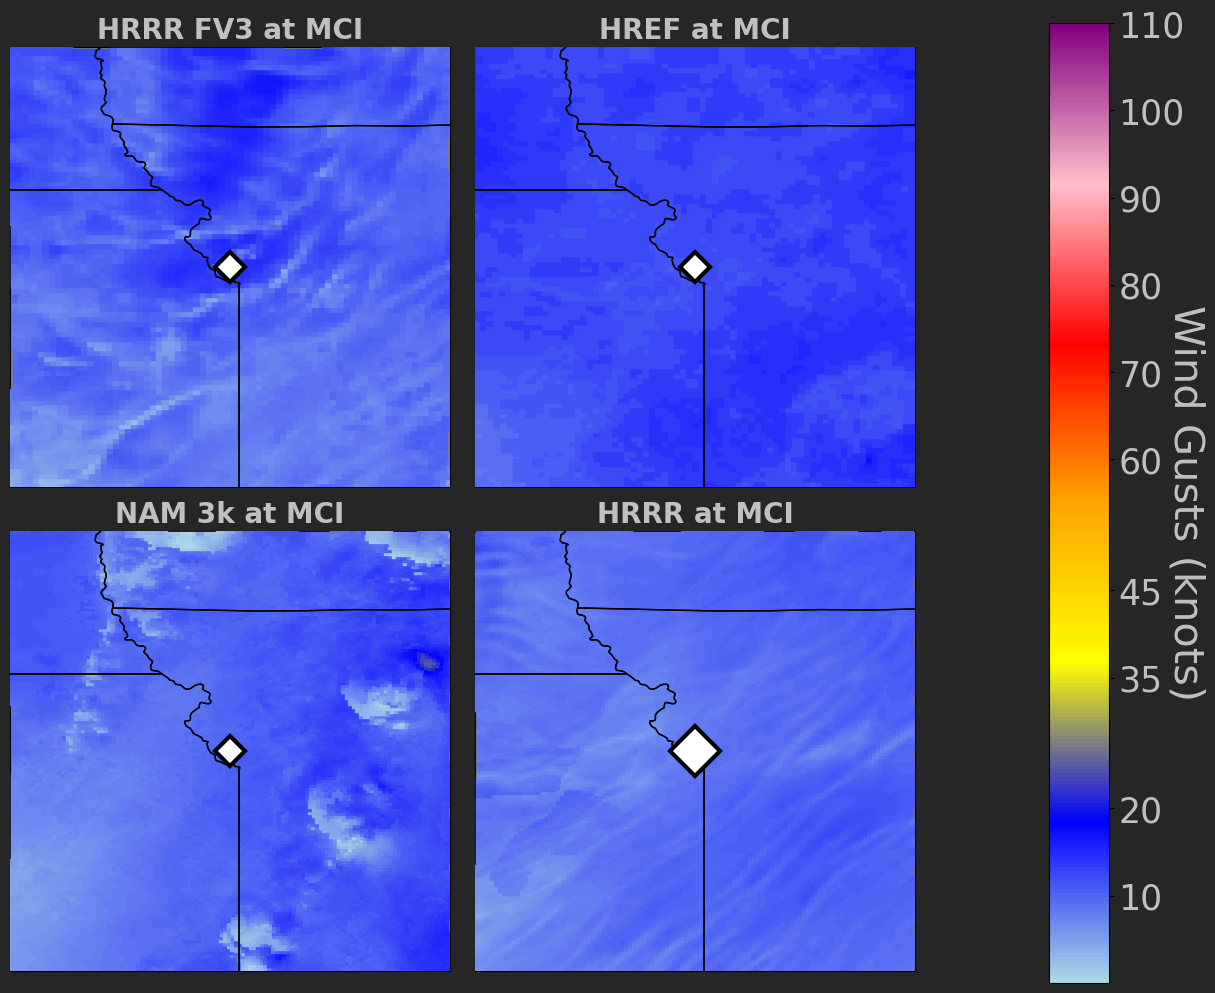 HRRR FV3 at MCI
HREF at MCI
NAM 3k at MCI
HRRR at MCI
110
100
90
80
70
60
45
35
20
10
Wind Gusts (knots)